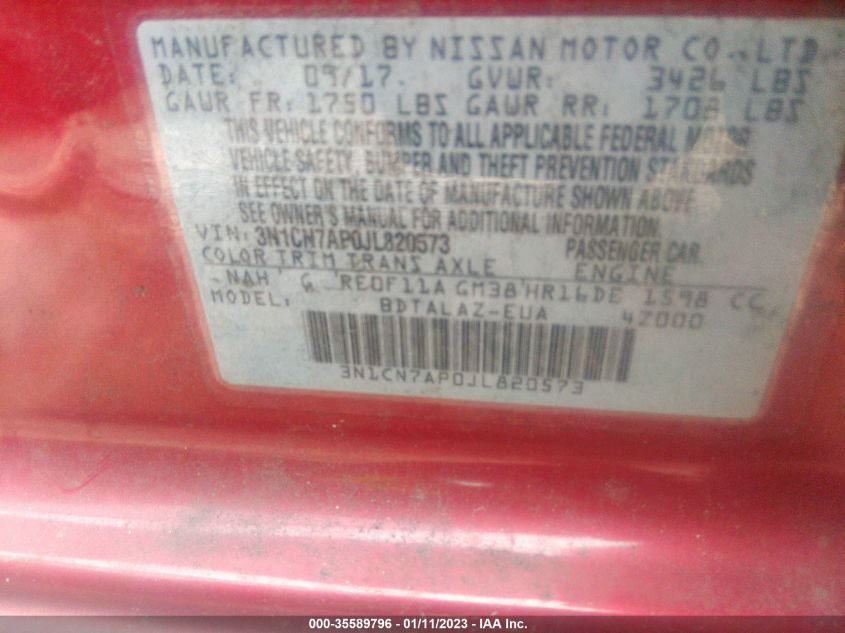 MANUFACTURED BY NISSAN MOTOR CO., LTD.
DATE: 09/17. GVWR: 3426 LBS
GAWR FR: 1750 LBS GAWR RR: 1708 LBS
THIS VEHICLE CONFORMS TO ALL APPLICABLE FEDERAL MOTOR
VEHICLE SAFETY, BUMPER AND THEFT PREVENTION STANDARDS
IN EFFECT ON THE DATE OF MANUFACTURE SHOWN ABOVE.
SEE OWNER'S MANUAL FOR ADDITIONAL INFORMATION.
VIN: 3N1CN7AP0JL820573 PASSENGER CAR.
COLOR TRIM TRANS AXLE ENGINE
NAH G RE0F11A GM38 HR16DE 1598 CC
MODEL: BDTALAZ-EUA 4Z000
3N1CN7AP0JL820573
000-35589796 - 01/11/2023 - IAA Inc.